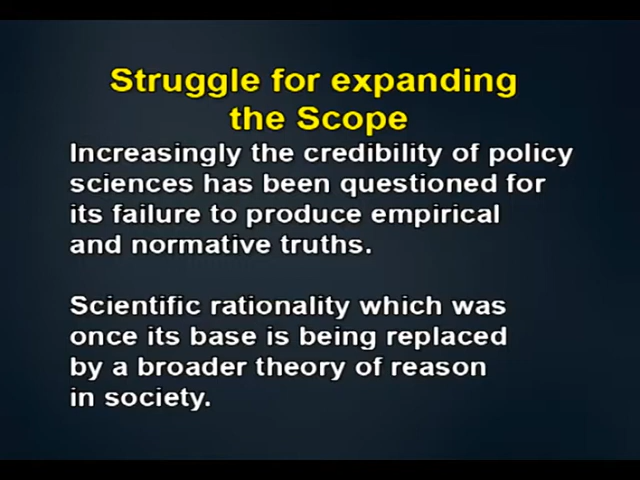 Struggle for expanding
the Scope
Increasingly the credibility of policy
sciences has been questioned for
its failure to produce empirical
and normative truths.
Scientific rationality which was
once its base is being replaced
by a broader theory of reason
in society.